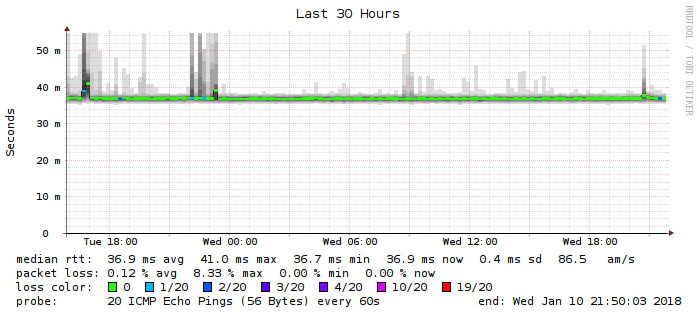 Last 30 Hours
RRDTOOL / TOBI OETIKER
Seconds
50 m
40 m
30 m
20 m
10 m
0
Tue 18:00 Wed 00:00 Wed 06:00 Wed 12:00 Wed 18:00
median rtt: 36.9 ms avg 41.0 ms max 36.7 ms min 36.9 ms now 0.4 ms sd 86.5 am/s
packet loss: 0.12 % avg 8.33 % max 0.00 % min 0.00 % now
loss color: 0 1/20 2/20 3/20 4/20 10/20 19/20
probe: 20 ICMP Echo Pings (56 Bytes) every 60s end: Wed Jan 10 21:50:03 2018